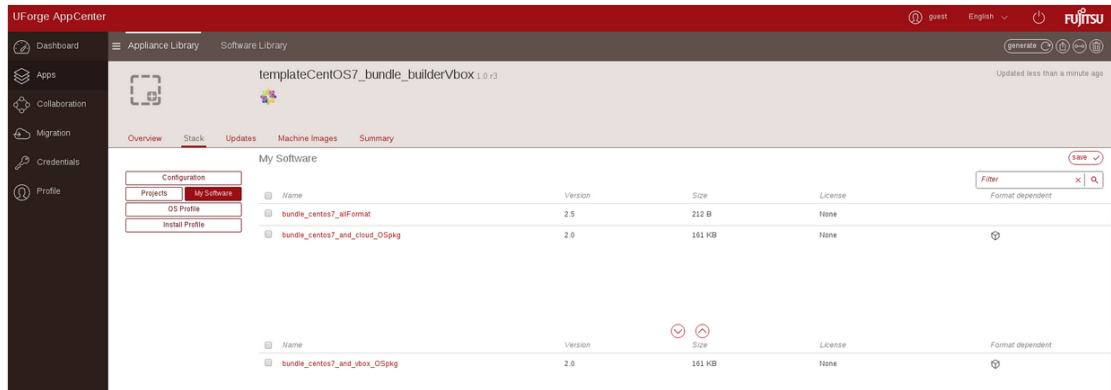 UForge AppCenter
guest English FUJITSU
Dashboard
Appliance Library Software Library
generate
Apps
templateCentOS7_bundle_builderVbox 1.0 r3
Updated less than a minute ago
Collaboration
Migration
Overview Stack Updates Machine Images Summary
Credentials
My Software
save
Configuration
Filter
Profile
Projects My Software
Name Version Size License Format dependent
OS Profile
bundle_centos7_allFormat 2.5 212 B None
Install Profile
bundle_centos7_and_cloud_OSpkg 2.0 161 KB None
Name Version Size License Format dependent
bundle_centos7_and_vbox_OSpkg 2.0 161 KB None